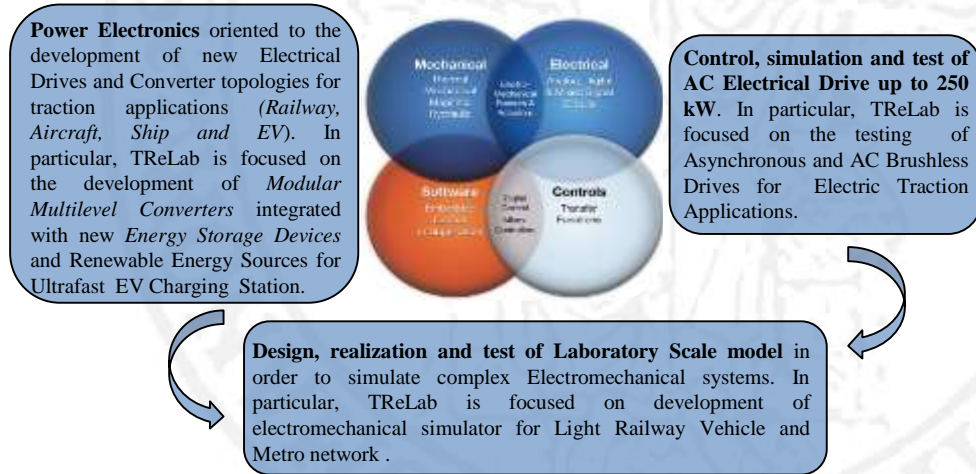 Power Electronics oriented to the
development of new Electrical
Drives and Converter topologies for
traction applications (Railway,
Aircraft, Ship and EV). In
particular, TReLab is focused on
the development of Modular
Multilevel Converters integrated
with new Energy Storage Devices
and Renewable Energy Sources for
Ultrafast EV Charging Station.
Mechanical
Electrical
Software
Controls
Transfer
Functions
Control, simulation and test of
AC Electrical Drive up to 250
kW. In particular, TReLab is
focused on the testing of
Asynchronous and AC Brushless
Drives for Electric Traction
Applications.
Design, realization and test of Laboratory Scale model in
order to simulate complex Electromechanical systems. In
particular, TReLab is focused on development of
electromechanical simulator for Light Railway Vehicle and
Metro network .